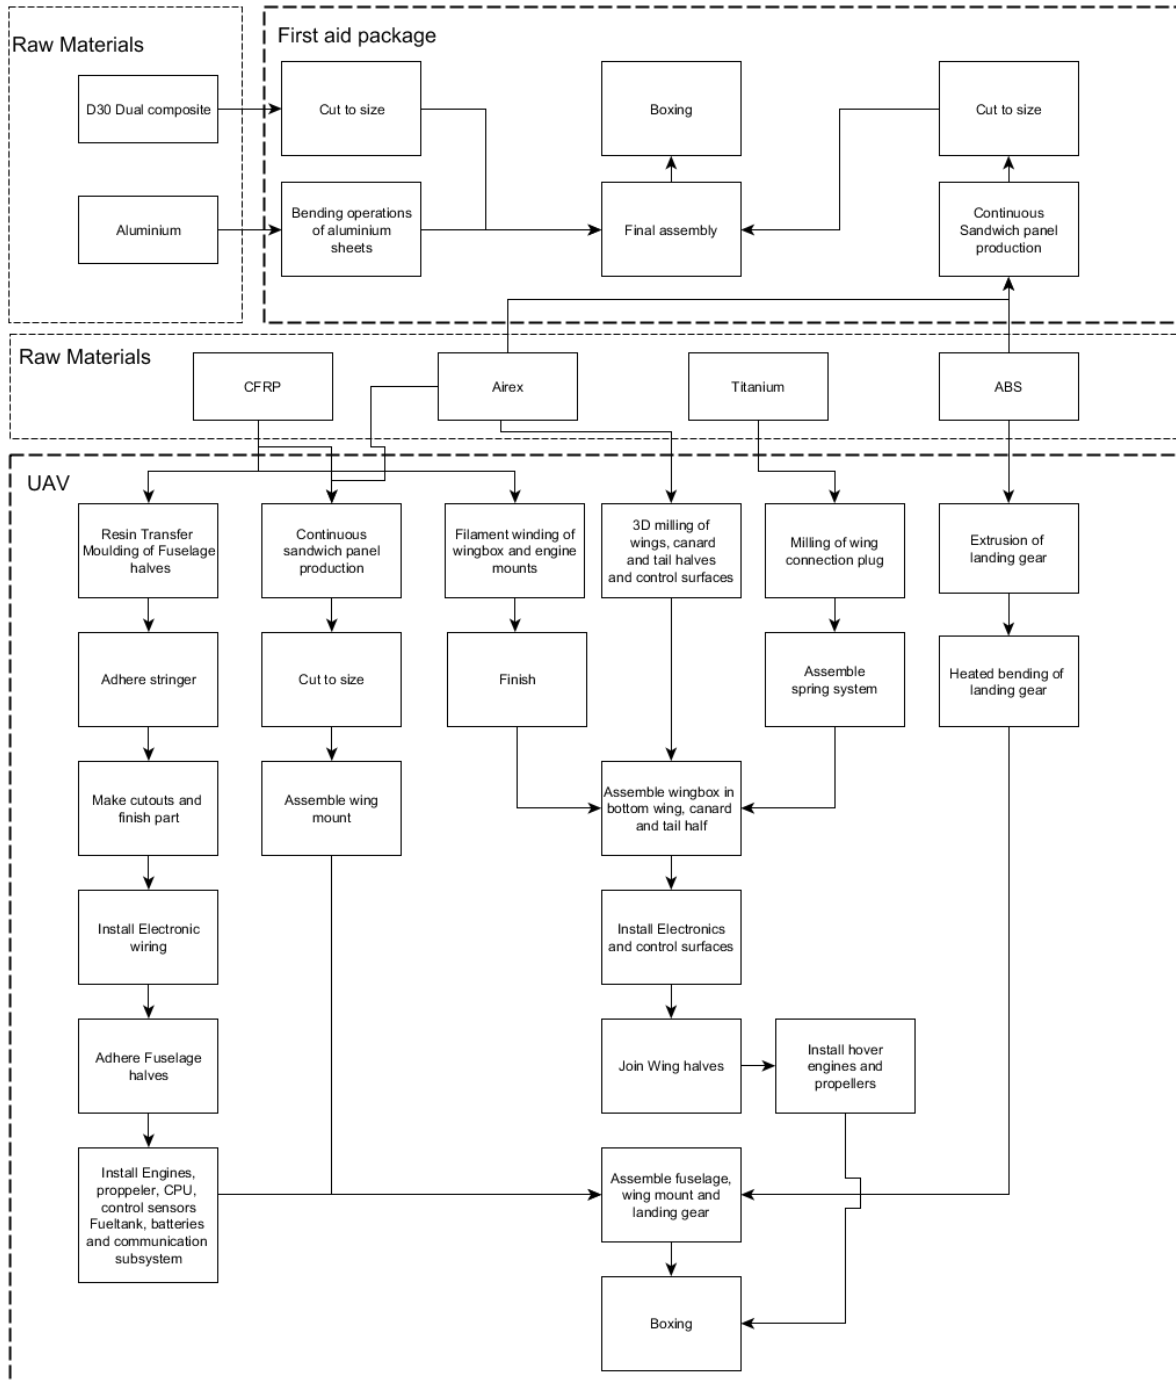 Raw Materials
First aid package
D30 Dual composite
Cut to size
Boxing
Cut to size
Aluminium
Bending operations
of aluminium
sheets
Final assembly
Continuous
Sandwich panel
production
Raw Materials
CFRP
Airex
Titanium
ABS
UAV
Resin Transfer
Moulding of Fuselage
halves
Continuous
sandwich panel
production
Filament winding of
wingbox and engine
mounts
3D milling of
wings, canard
and tail halves
and control surfaces
Milling of wing
connection plug
Extrusion of
landing gear
Adhere stringer
Cut to size
Finish
Assemble
spring system
Heated bending of
landing gear
Make cutouts and
finish part
Assemble wing
mount
Assemble wingbox in
bottom wing, canard
and tail half
Install Electronic
wiring
Install Electronics
and control surfaces
Adhere Fuselage
halves
Join Wing halves
Install hover
engines and
propellers
Install Engines,
proppeler, CPU,
control sensors
Fueltank, batteries
and communication
subsystem
Assemble fuselage,
wing mount and
landing gear
Boxing